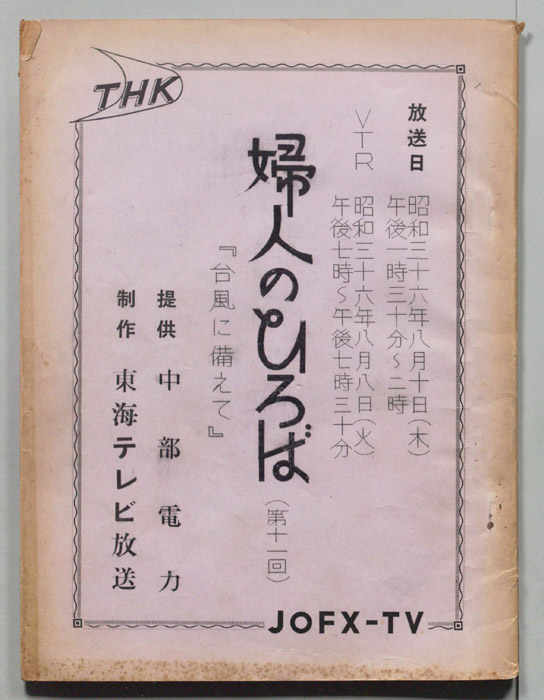 THK
放送日
昭和三十六年八月十日（木）
午後一時三十分～二時
VTR
昭和三十六年八月八日（火）
午後七時～午後七時三十分
婦人のひろば
（第十一回）
『台風に備えて』
提供 中部電力
制作 東海テレビ放送
JOFX-TV